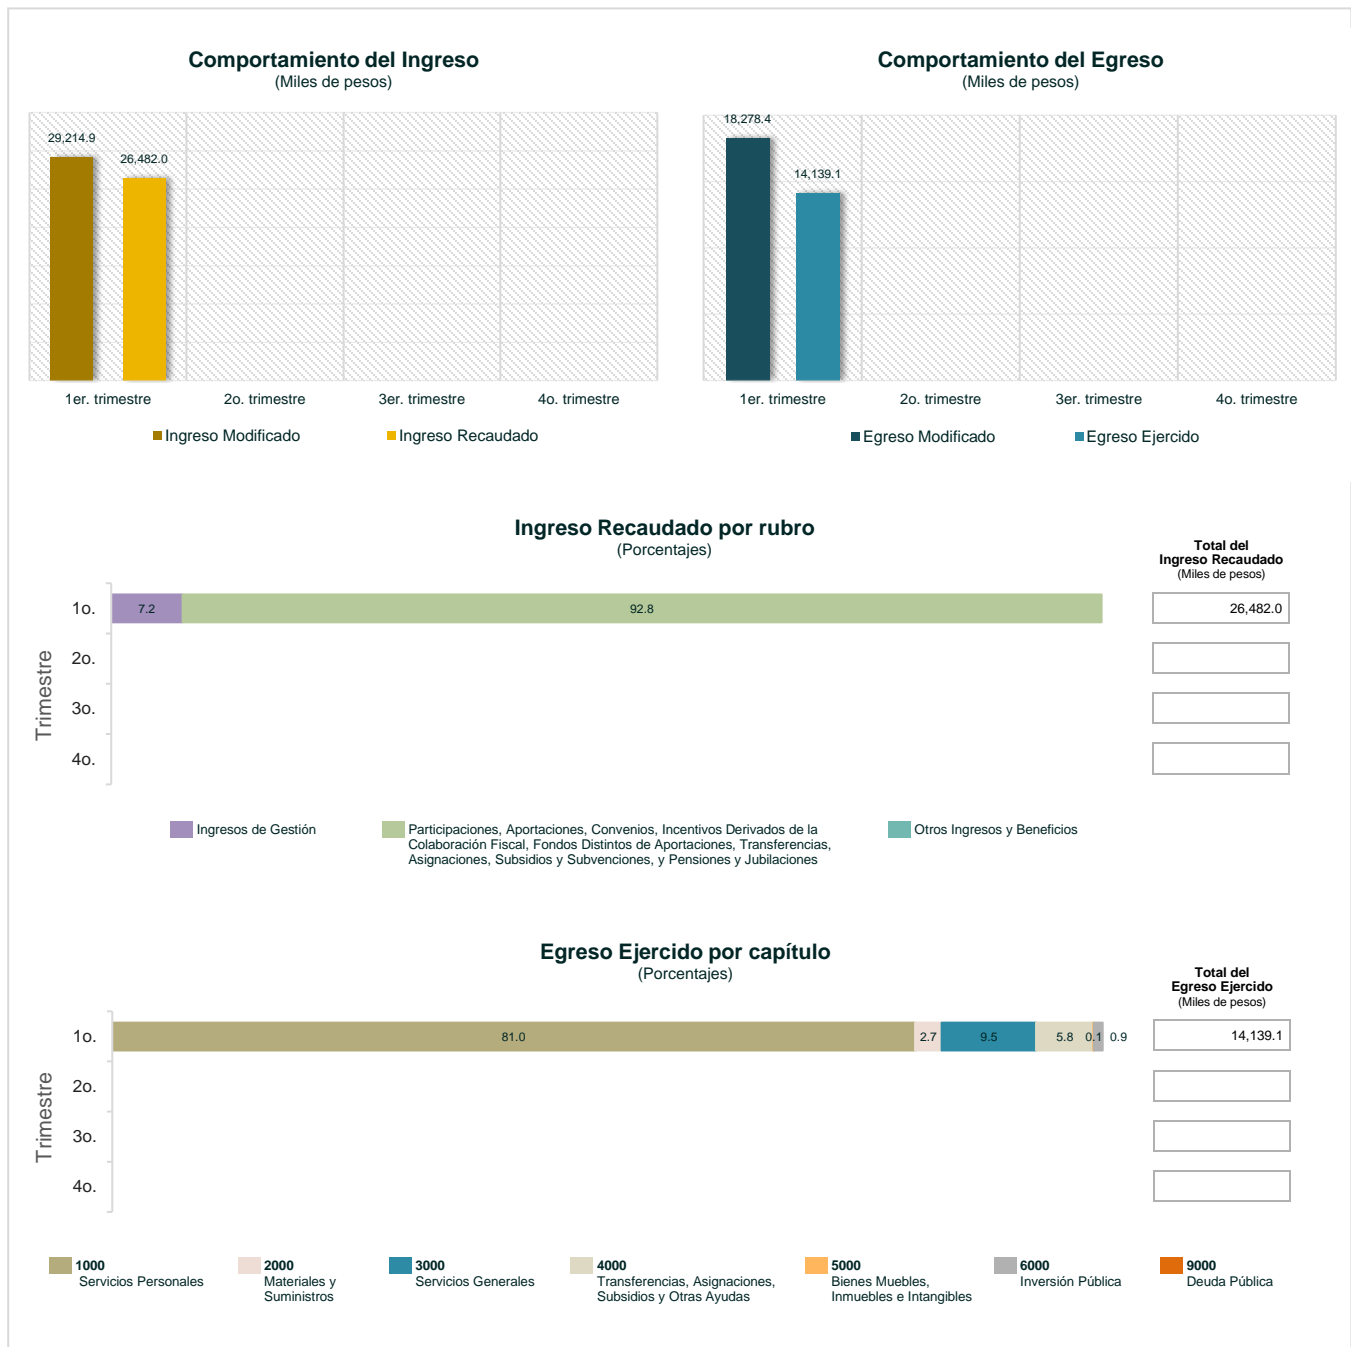 Comportamiento del Ingreso
(Miles de pesos)
29,214.9
26,482.0
1er. trimestre
2o. trimestre
3er. trimestre
4o. trimestre
Ingreso Modificado
Ingreso Recaudado
Comportamiento del Egreso
(Miles de pesos)
18,278.4
14,139.1
1er. trimestre
2o. trimestre
3er. trimestre
4o. trimestre
Egreso Modificado
Egreso Ejercido
Ingreso Recaudado por rubro
(Porcentajes)
Total del
Ingreso Recaudado
(Miles de pesos)
Trimestre
1o.
7.2
92.8
26,482.0
2o.
3o.
4o.
Ingresos de Gestión
Participaciones, Aportaciones, Convenios, Incentivos Derivados de la
Colaboración Fiscal, Fondos Distintos de Aportaciones, Transferencias,
Asignaciones, Subsidios y Subvenciones, y Pensiones y Jubilaciones
Otros Ingresos y Beneficios
Egreso Ejercido por capítulo
(Porcentajes)
Total del
Egreso Ejercido
(Miles de pesos)
Trimestre
1o.
81.0
2.7
9.5
5.8
0.1
0.9
14,139.1
2o.
3o.
4o.
1000
Servicios Personales
2000
Materiales y
Suministros
3000
Servicios Generales
4000
Transferencias, Asignaciones,
Subsidios y Otras Ayudas
5000
Bienes Muebles,
Inmuebles e Intangibles
6000
Inversión Pública
9000
Deuda Pública